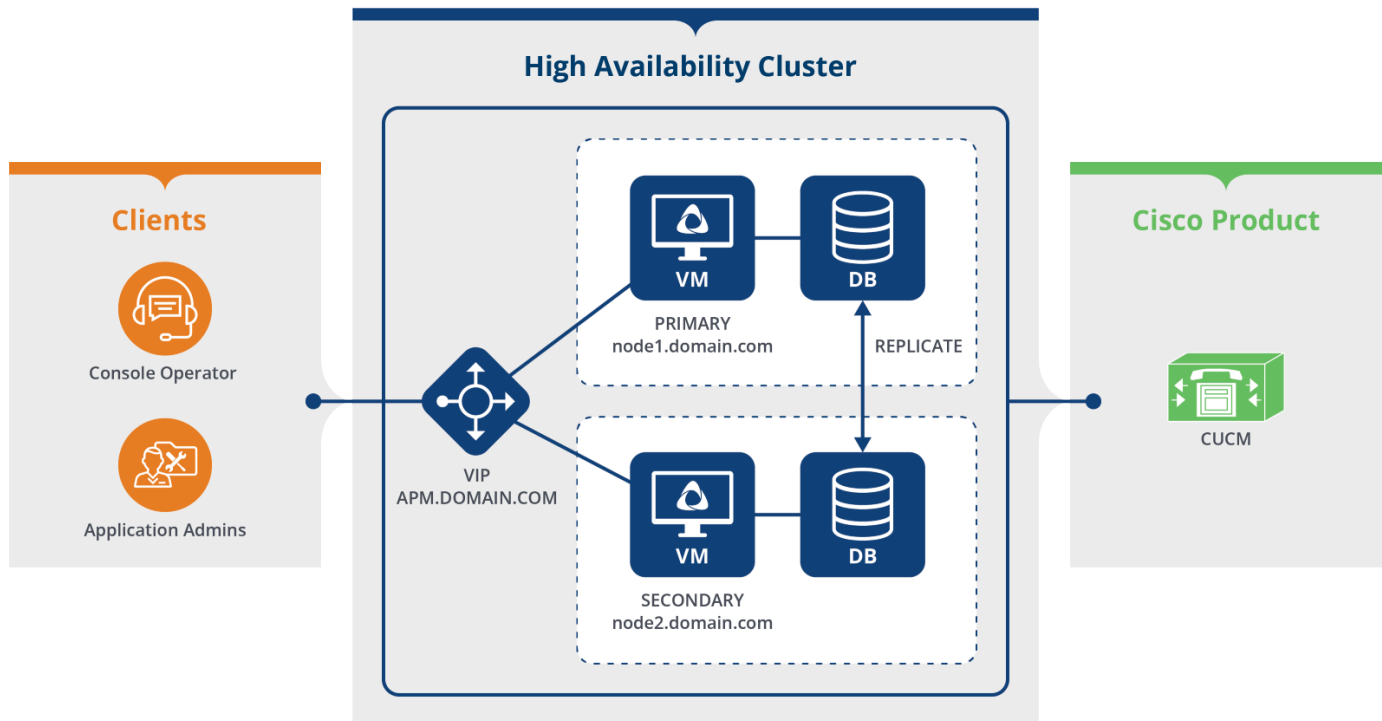 High Availability Cluster
Clients
Console Operator
Application Admins
VIP
APM.DOMAIN.COM
VM
DB
PRIMARY
node1.domain.com
REPLICATE
VM
DB
SECONDARY
node2.domain.com
Cisco Product
CUCM